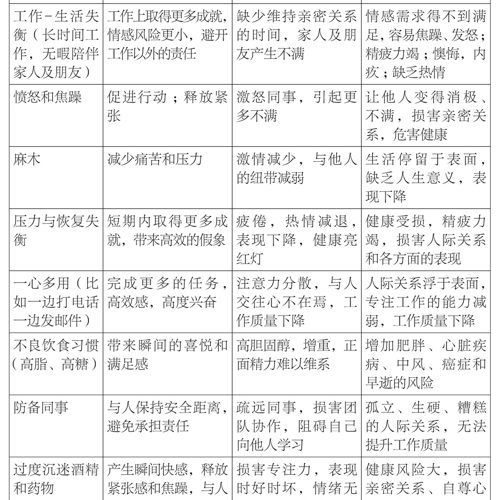 工作-生活失
衡（长时间工
作，无暇陪伴
家人及朋友）
工作上取得更多成就，
情感风险更小，避开
工作以外的责任
缺少维持亲密关系
的时间，家人及朋
友产生不满
情感需求得不到满
足，容易焦躁、发怒；
精疲力竭；懊悔，内
疚；缺乏热情
愤怒和焦躁
促进行动；释放紧
张
激怒同事，引起更
多不满
让他人变得消极、
不满，损害亲密关
系，危害健康
麻木
减少痛苦和压力
激情减少，与他人
的纽带减弱
生活停留于表面，
缺乏人生意义，表
现下降
压力与恢复失
衡
短期内取得更多成
就，带来高效的假象
疲倦，热情减退，
表现下降，健康亮
红灯
健康受损，精疲力
竭，损害人际关系
和各方面的表现
一心多用（比
如一边打电话
一边发邮件）
完成更多的任务，
高效感，高度兴奋
注意力分散，与人
交往心不在焉，工
作质量下降
人际关系浮于表面，
专注工作的能力减
弱，工作质量下降
不良饮食习惯
（高脂、高糖）
带来瞬间的喜悦和
满足感
高胆固醇，增重，正
面精力难以维系
增加肥胖、心脏疾
病、中风、癌症和
早逝的风险
防备同事
与人保持安全距离，
避免承担责任
疏远同事，损害团
队协作，阻碍自己
向他人学习
孤立、生硬、糟糕
的人际关系，无法
提升工作质量
过度沉迷酒精
和药物
产生瞬间快感，释放
紧张感和焦躁，与人
损害专注力，表现
时好时坏，情绪无
健康风险大，损害
亲密关系、自尊心